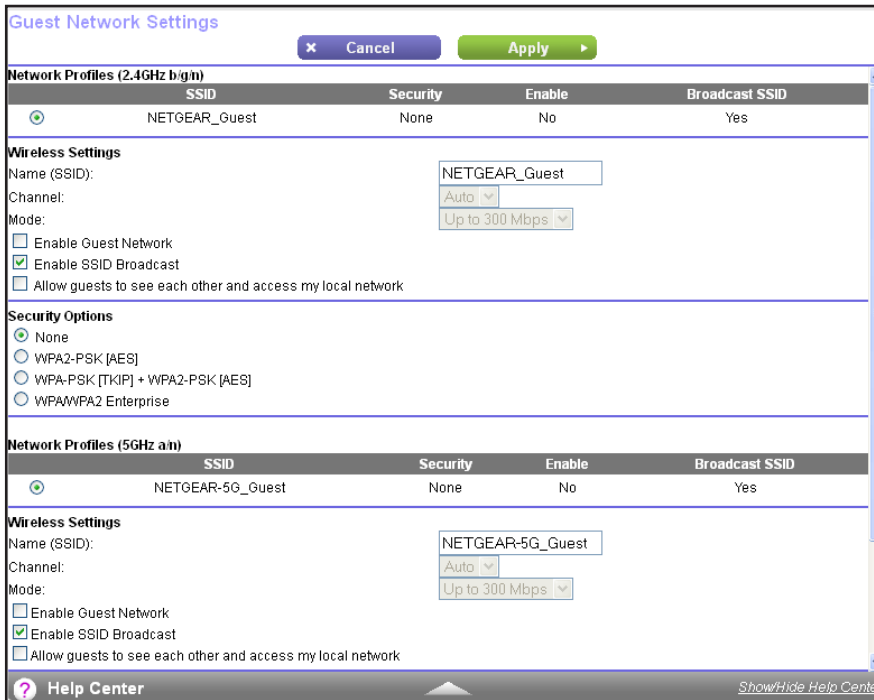 Guest Network Settings
Cancel Apply
Network Profiles (2.4GHz b/g/n)
SSID Security Enable Broadcast SSID
NETGEAR_Guest None No Yes
Wireless Settings
Name (SSID): NETGEAR_Guest
Channel: Auto
Mode: Up to 300 Mbps
Enable Guest Network
Enable SSID Broadcast
Allow guests to see each other and access my local network
Security Options
None
WPA2-PSK [AES]
WPA-PSK [TKIP] + WPA2-PSK [AES]
WPA/WPA2 Enterprise
Network Profiles (5GHz a/n)
SSID Security Enable Broadcast SSID
NETGEAR-5G_Guest None No Yes
Wireless Settings
Name (SSID): NETGEAR-5G_Guest
Channel: Auto
Mode: Up to 300 Mbps
Enable Guest Network
Enable SSID Broadcast
Allow guests to see each other and access my local network
? Help Center Show/Hide Help Cente